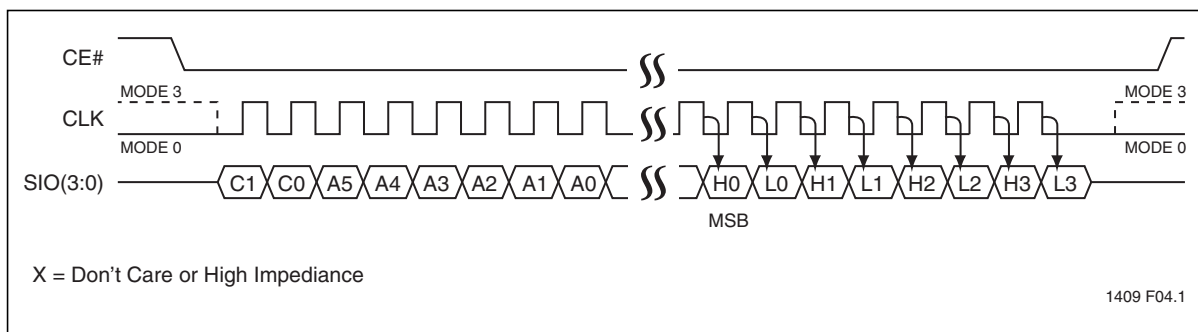 CE#
MODE 3 MODE 3
CLK
MODE 0 MODE 0
SIO(3:0) C1 C0 A5 A4 A3 A2 A1 A0 H0 L0 H1 L1 H2 L2 H3 L3
MSB
X = Don't Care or High Impediance
1409 F04.1